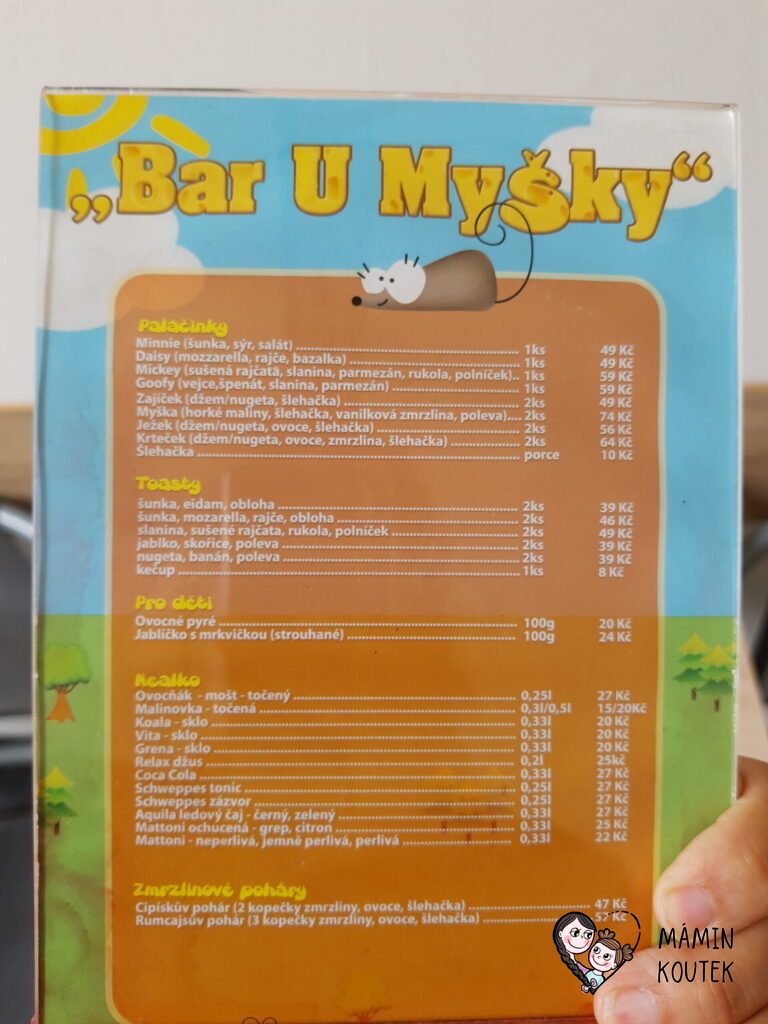 „Bar U Myšky“
Palačinky
Minnie (šunka, sýr, salát) 1ks 49 Kč
Daisy (mozzarella, rajče, bazalka) 1ks 49 Kč
Mickey (sušená rajčata, slanina, parmezán, rukola, polníček) 1ks 59 Kč
Goofy (vejce,špenát, slanina, parmezán) 1ks 59 Kč
Zajíček (džem/nugeta, šlehačka) 2ks 49 Kč
Myška (horké maliny, šlehačka, vanilková zmrzlina, poleva) 2ks 74 Kč
Ježek (džem/nugeta, ovoce, šlehačka) 2ks 56 Kč
Krteček (džem/nugeta, ovoce, zmrzlina, šlehačka) 2ks 64 Kč
Šlehačka porce 10 Kč
Toasty
šunka, eidam, obloha 2ks 39 Kč
šunka, mozarella, rajče, obloha 2ks 46 Kč
slanina, sušené rajčata, rukola, polníček 2ks 49 Kč
jablko, skořice, poleva 2ks 39 Kč
nugeta, banán, poleva 2ks 39 Kč
kečup 1ks 8 Kč
Pro děti
Ovocné pyré 100g 20 Kč
Jablíčko s mrkvičkou (strouhané) 100g 24 Kč
Nealko
Ovocňák - mošt - točený 0,25l 27 Kč
Malinovka - točená 0,3l/0,5l 15/20Kč
Koala - sklo 0,33l 20 Kč
Vita - sklo 0,33l 20 Kč
Grena - sklo 0,33l 20 Kč
Relax džus 0,2l 25kč
Coca Cola 0,33l 27 Kč
Schweppes tonic 0,25l 27 Kč
Schweppes zázvor 0,25l 27 Kč
Aquila ledový čaj - černý, zelený 0,33l 27 Kč
Mattoni ochucená - grep, citron 0,33l 25 Kč
Mattoni - neperlivá, jemně perlivá, perlivá 0,33l 22 Kč
Zmrzlinové poháry
Cipískův pohár (2 kopečky zmrzliny, ovoce, šlehačka) 47 Kč
Rumcajsův pohár (3 kopečky zmrzliny, ovoce, šlehačka) 57 Kč
MÁMIN
KOUTEK